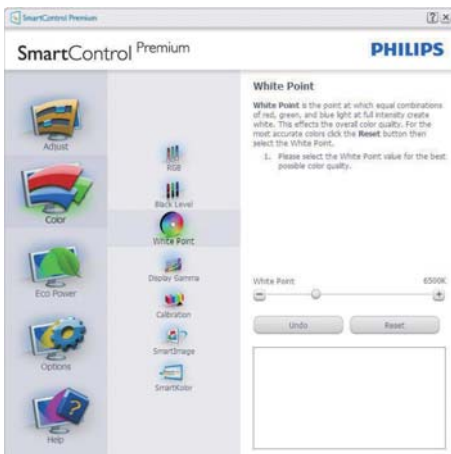 SmartControl Premium
SmartControl Premium
PHILIPS
Adjust
Color
Eco Power
Options
Help
RGB
Black Level
White Point
Display Gamma
Calibration
SmartImage
SmartKolor
White Point
White Point is the point at which equal combinations
of red, green, and blue light at full intensity create
white. This effects the overall color quality. For the
most accurate colors click the Reset button then
select the White Point.
1. Please select the White Point value for the best
possible color quality.
White Point 6500K
Undo Reset